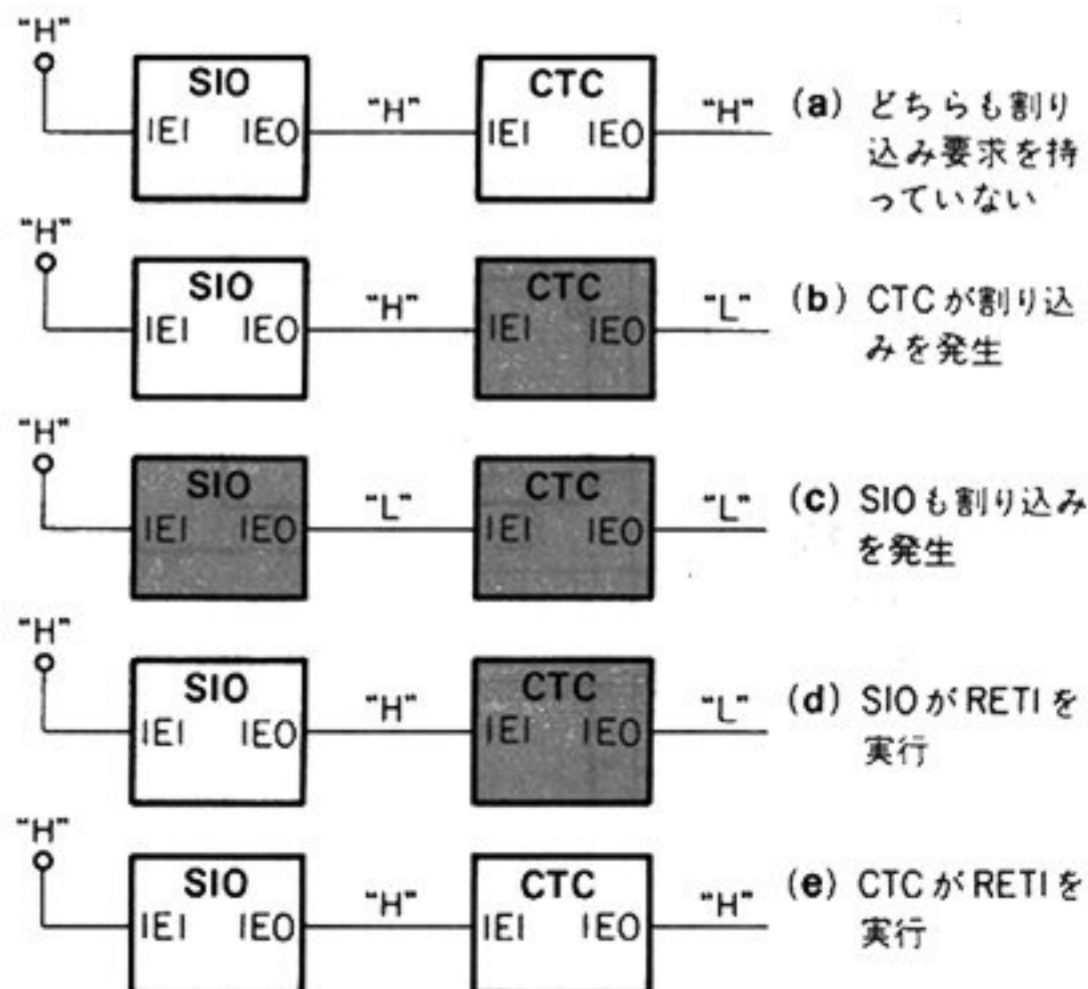 "H"
SIO
CTC
IEI IEO
"H"
IEI IEO
"H"
(a) どちらも割り
込み要求を持
っていない
"H"
SIO
CTC
IEI IEO
"H"
IEI IEO
"L"
(b) CTCが割り込
みを発生
"H"
SIO
CTC
IEI IEO
"L"
IEI IEO
"L"
(c) SIOも割り込み
を発生
"H"
SIO
CTC
IEI IEO
"H"
IEI IEO
"L"
(d) SIOがRETIを
実行
"H"
SIO
CTC
IEI IEO
"H"
IEI IEO
"H"
(e) CTCがRETIを
実行